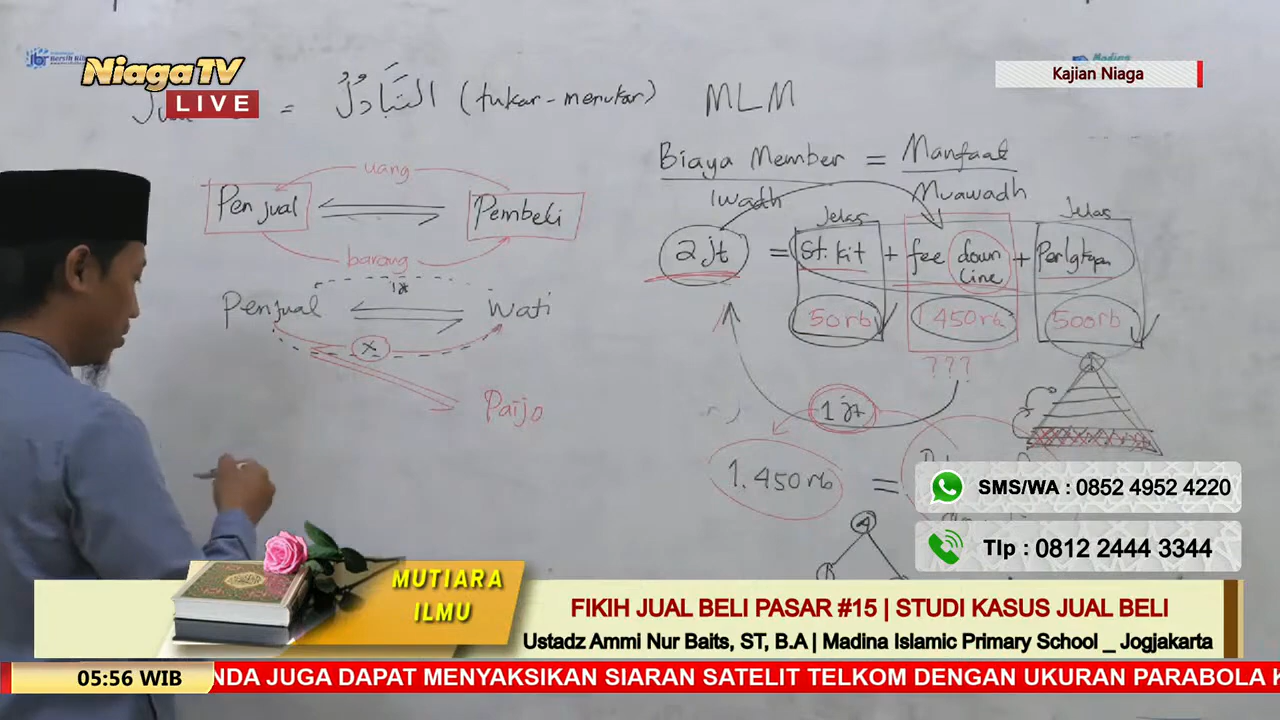 NiagaTV
LIVE
Kajian Niaga
= التَّبَادُلُ (tukar-menukar)
MLM
uang
Penjual
Pembeli
barang
1jt
Penjual
Wati
x
Paijo
Biaya Member = Manfaat
Iwadh
Muawadh
Jelas
Jelas
2 jt = St. kit + fee down line +
50rb
1.450rb
500rb
???
1 jt
1.450rb =
A
SMS/WA : 0852 4952 4220
Tlp : 0812 2444 3344
MUTIARA
ILMU
FIKIH JUAL BELI PASAR #15 | STUDI KASUS JUAL BELI
Ustadz Ammi Nur Baits, ST, B.A | Madina Islamic Primary School _ Jogjakarta
05:56 WIB
NDA JUGA DAPAT MENYAKSIKAN SIARAN SATELIT TELKOM DENGAN UKURAN PARABOLA K